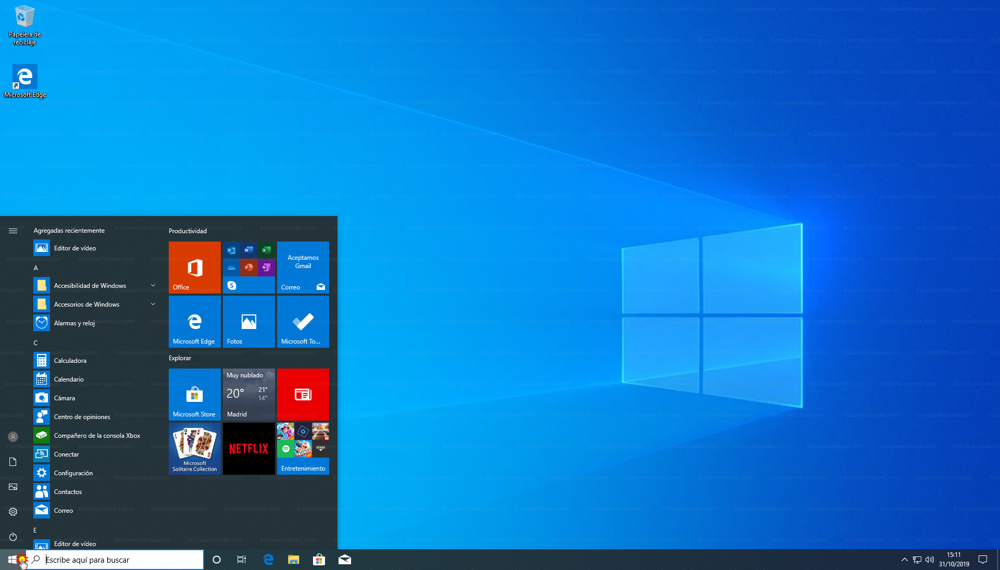 Papelera de
reciclaje
Microsoft Edge
Agregadas recientemente
Editor de vídeo
A
Accesibilidad de Windows
Accesorios de Windows
Alarmas y reloj
C
Calculadora
Calendario
Cámara
Centro de opiniones
Compañero de la consola Xbox
Conectar
Configuración
Contactos
Correo
E
Editor de vídeo
Productividad
Office
Aceptamos
Gmail
Correo
Microsoft Edge
Fotos
Microsoft To...
Explorar
Microsoft Store
Muy nublado
20°
21°
14°
Madrid
Microsoft
Solitaire Collection
NETFLIX
Entretenimiento
Escribe aquí para buscar
15:11
31/10/2019
trucoswindows.com